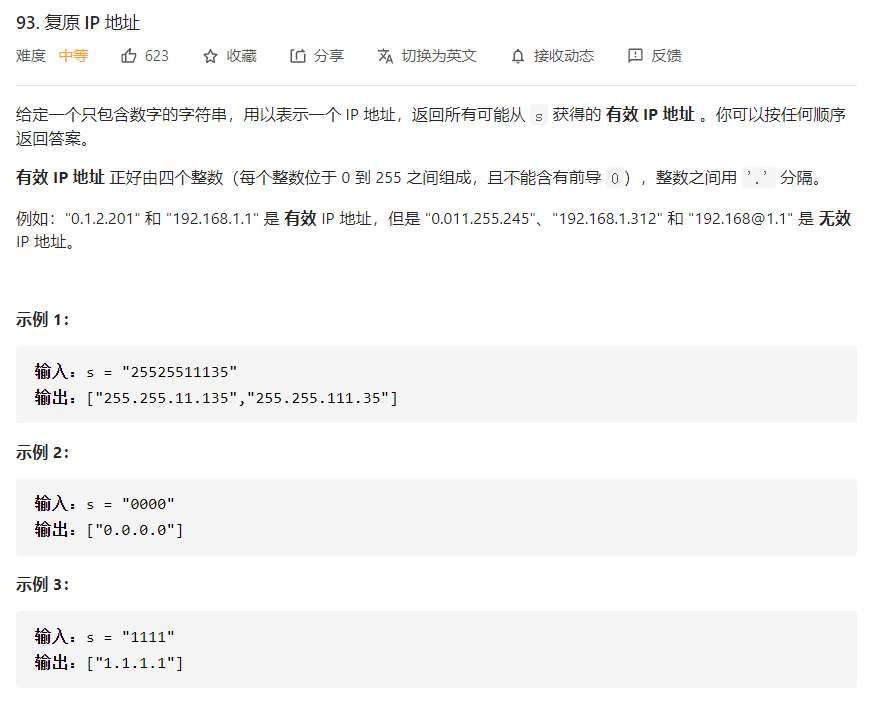 93. 复原 IP 地址
难度 中等 623 收藏 分享 切换为英文 接收动态 反馈
给定一个只包含数字的字符串，用以表示一个 IP 地址，返回所有可能从 s 获得的 有效 IP 地址 。你可以按任何顺序
返回答案。
有效 IP 地址 正好由四个整数（每个整数位于 0 到 255 之间组成，且不能含有前导 0），整数之间用 '.' 分隔。
例如："0.1.2.201" 和 "192.168.1.1" 是 有效 IP 地址，但是 "0.011.255.245"、"192.168.1.312" 和 "192.168@1.1" 是 无效
IP 地址。
示例 1：
输入：s = "25525511135"
输出：["255.255.11.135","255.255.111.35"]
示例 2：
输入：s = "0000"
输出：["0.0.0.0"]
示例 3：
输入：s = "1111"
输出：["1.1.1.1"]